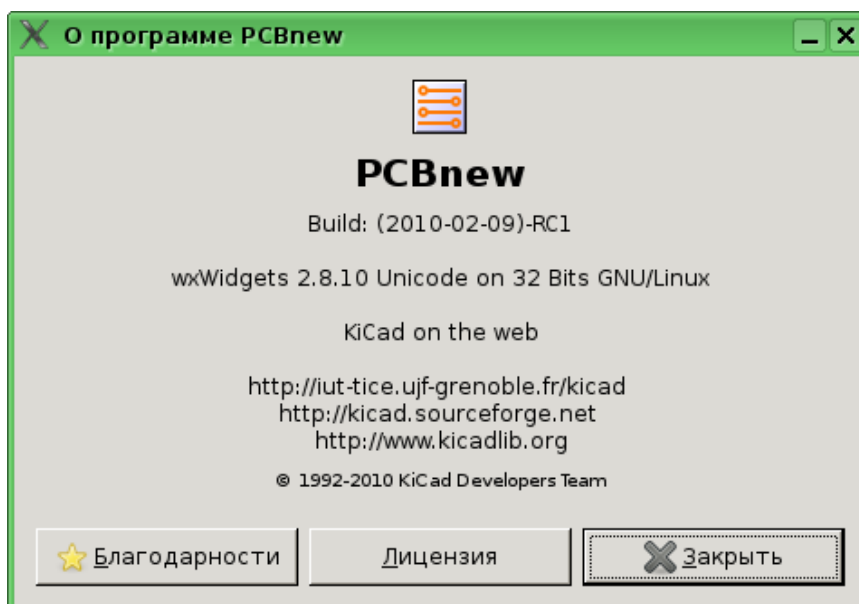 О программе PCBnew
PCBnew
Build: (2010-02-09)-RC1
wxWidgets 2.8.10 Unicode on 32 Bits GNU/Linux
KiCad on the web
http://iut-tice.ujf-grenoble.fr/kicad
http://kicad.sourceforge.net
http://www.kicadlib.org
© 1992-2010 KiCad Developers Team
Благодарности
Лицензия
Закрыть